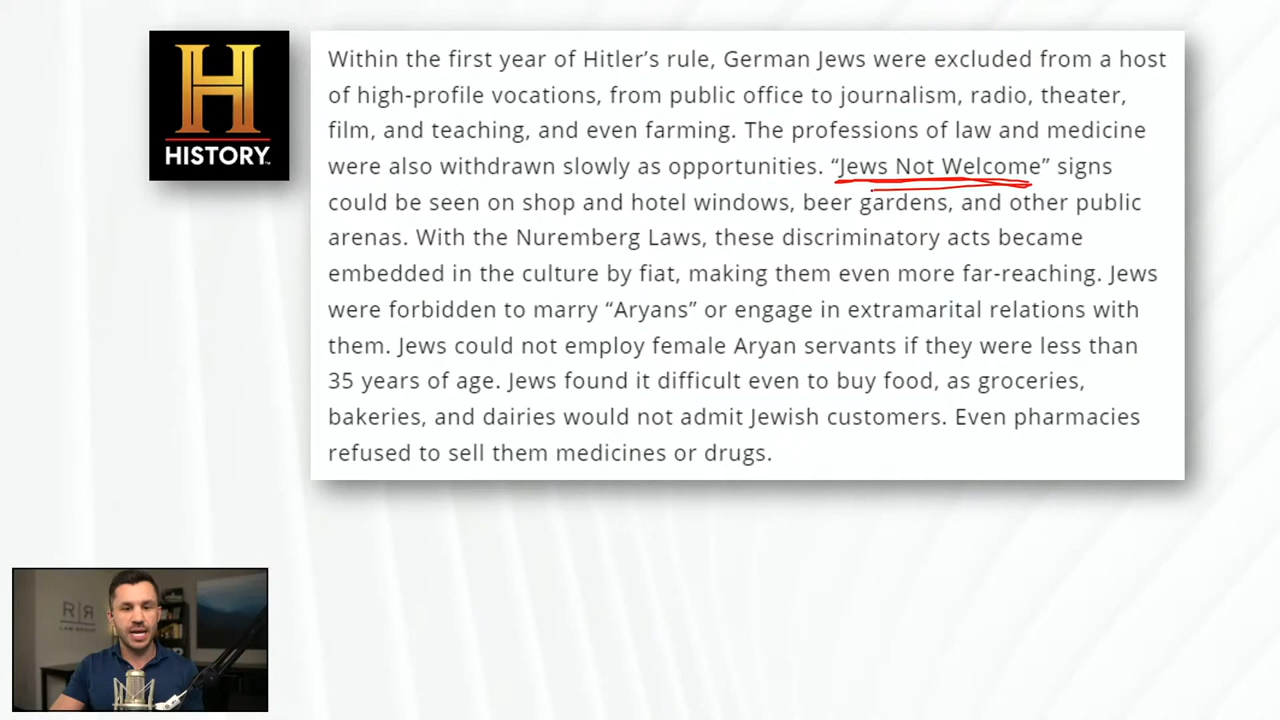 H
HISTORY
Within the first year of Hitler’s rule, German Jews were excluded from a host
of high-profile vocations, from public office to journalism, radio, theater,
film, and teaching, and even farming. The professions of law and medicine
were also withdrawn slowly as opportunities. “Jews Not Welcome” signs
could be seen on shop and hotel windows, beer gardens, and other public
arenas. With the Nuremberg Laws, these discriminatory acts became
embedded in the culture by fiat, making them even more far-reaching. Jews
were forbidden to marry “Aryans” or engage in extramarital relations with
them. Jews could not employ female Aryan servants if they were less than
35 years of age. Jews found it difficult even to buy food, as groceries,
bakeries, and dairies would not admit Jewish customers. Even pharmacies
refused to sell them medicines or drugs.
R|R
LAW GROUP